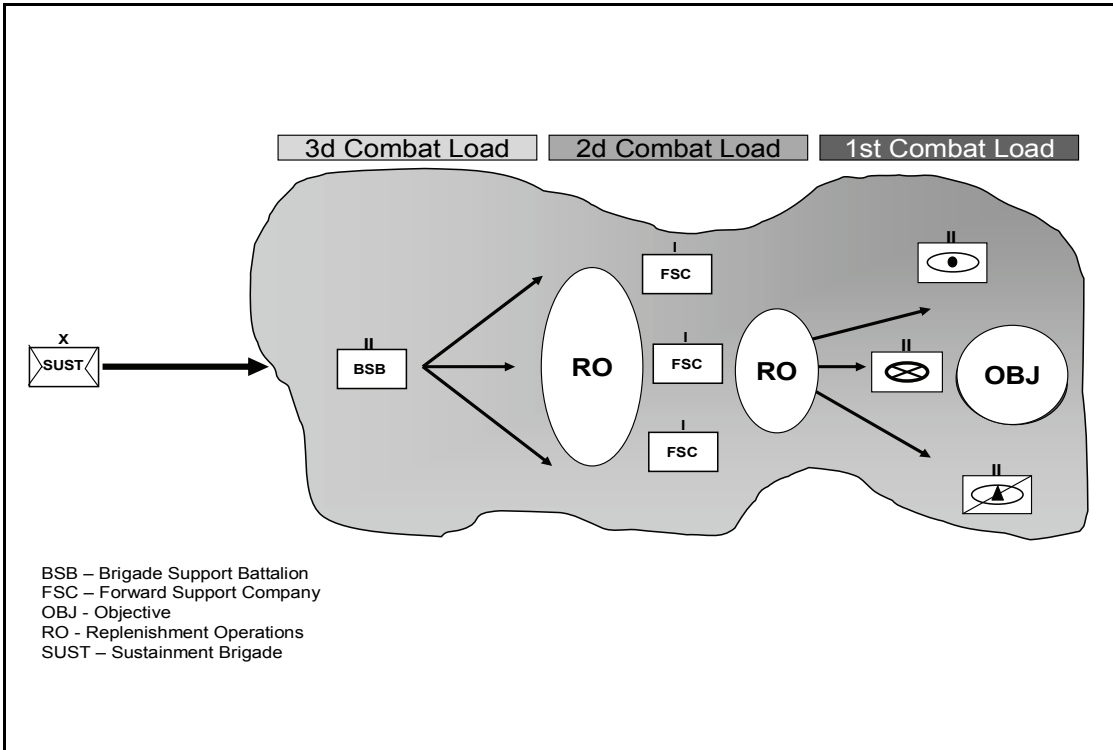 3d Combat Load 2d Combat Load 1st Combat Load
II
I
FSC
X
SUST
II
BSB
RO
I
FSC
RO
II
OBJ
I
FSC
II
BSB – Brigade Support Battalion
FSC – Forward Support Company
OBJ - Objective
RO - Replenishment Operations
SUST – Sustainment Brigade